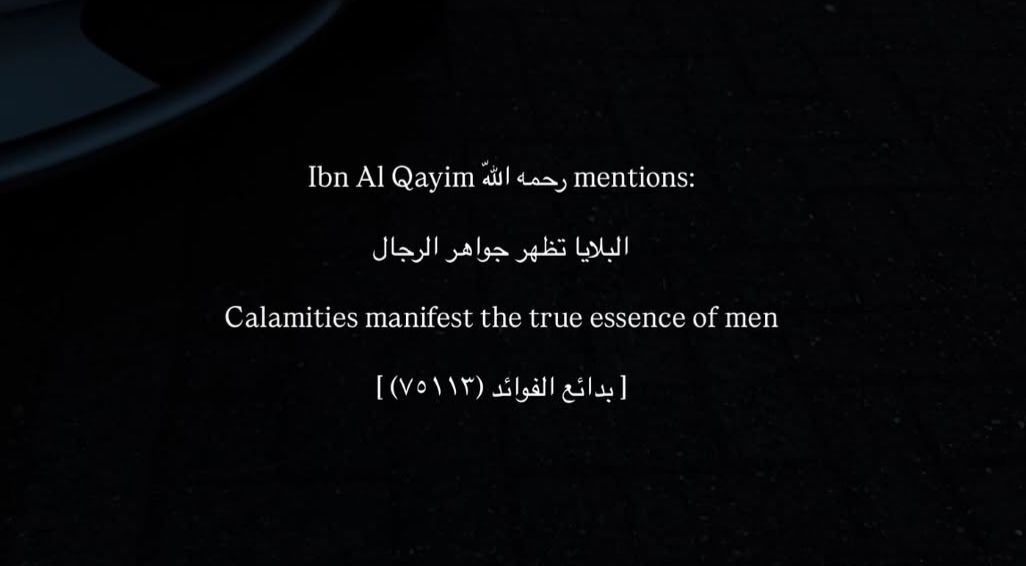 Ibn Al Qayim رحمه اللّه mentions:
البلايا تظهر جواهر الرجال
Calamities manifest the true essence of men
[ بدائع الفوائد (٧٥١١٣) ]